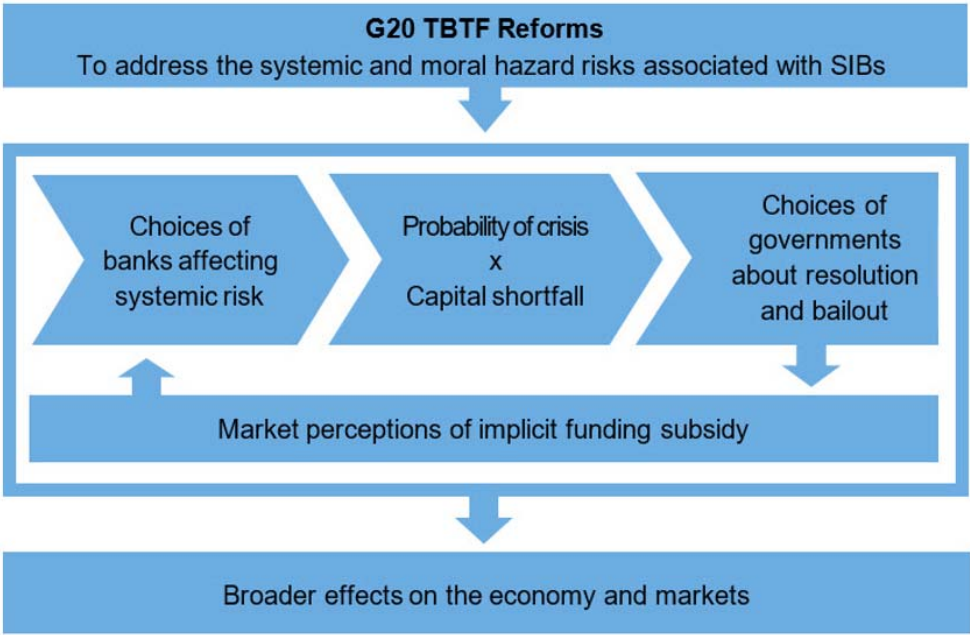 G20 TBTF Reforms
To address the systemic and moral hazard risks associated with SIBs
Choices of
banks affecting
systemic risk
Probability of crisis
x
Capital shortfall
Choices of
governments
about resolution
and bailout
Market perceptions of implicit funding subsidy
Broader effects on the economy and markets